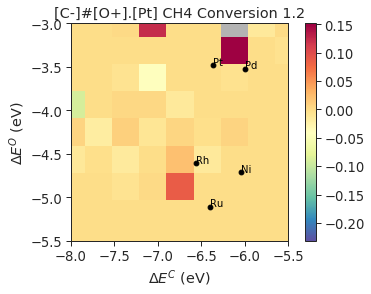 [C-]#[O+].[Pt] CH4 Conversion 1.2
−3.0
−3.5
−4.0
−4.5
−5.0
−5.5
ΔE^O (eV)
Pt
Pd
Rh
Ni
Ru
−8.0 −7.5 −7.0 −6.5 −6.0 −5.5
ΔE^C (eV)
0.15
0.10
0.05
0.00
−0.05
−0.10
−0.15
−0.20